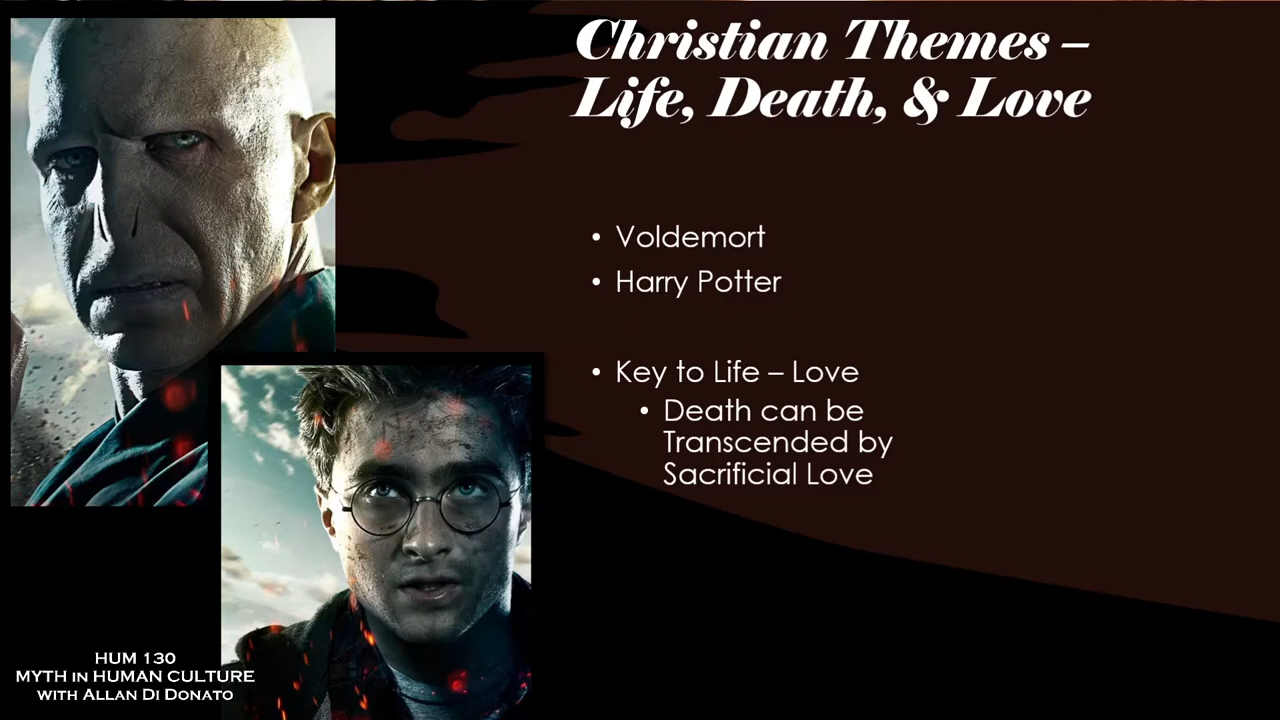 Christian Themes –
Life, Death, & Love
• Voldemort
• Harry Potter
• Key to Life – Love
• Death can be
Transcended by
Sacrificial Love
HUM 130
MYTH IN HUMAN CULTURE
WITH ALLAN DI DONATO